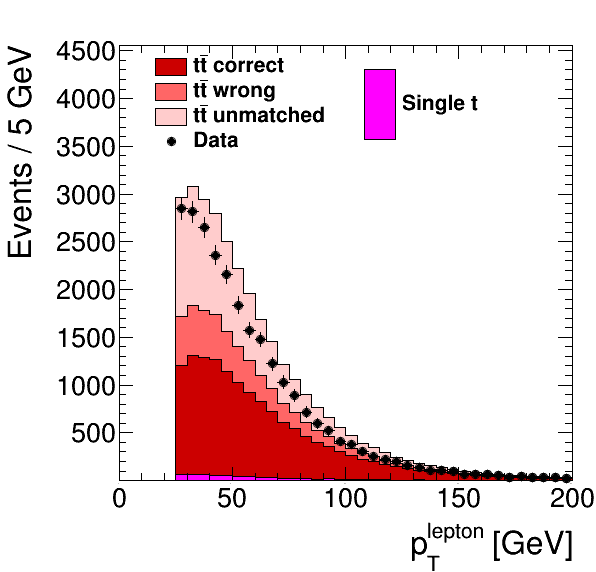 Events / 5 GeV
4500
4000
3500
3000
2500
2000
1500
1000
500
tt̄ correct
tt̄ wrong
tt̄ unmatched
Data
Single t
0 50 100 150 200
p_T^lepton [GeV]